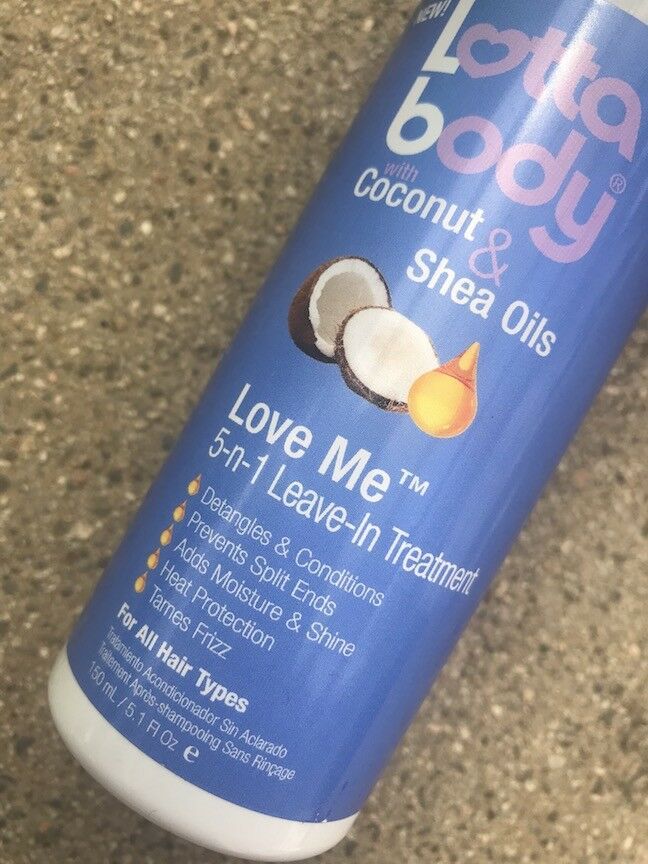 NEW!
Lotta
body®
with
Coconut
& Shea Oils
Love Me™
5-n-1 Leave-In Treatment
Detangles & Conditions
Prevents Split Ends
Adds Moisture & Shine
Heat Protection
Tames Frizz
For All Hair Types
Tratamiento Acondicionador Sin Aclarado
Traitement Après-shampooing Sans Rinçage
150 mL / 5.1 Fl Oz ℮